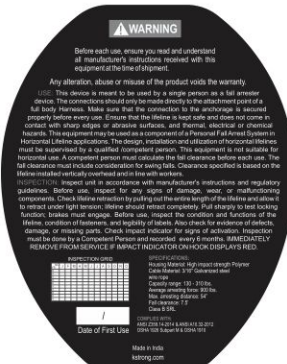 WARNING
Before each use, ensure you read and understand
all manufacturer's instructions received with this
equipment at the time of shipment.
Any alteration, abuse or misuse of the product voids the warranty.
USE: This device is meant to be used by a single person as a fall arrester
device. The connections should only be made directly to the attachment point of a
full body Harness. Make sure that the connection to the anchorage is secured
properly before every use. Ensure that the lifeline is kept safe and does not come in
contact with sharp edges or abrasive surfaces, and thermal, electrical or chemical
hazards. This equipment may be used as a component of a Personal Fall Arrest System in
Horizontal Lifeline applications. The design, installation and utilization of horizontal lifelines
must be supervised by a qualified /competent person. This equipment is not suitable for
horizontal use. A competent person must calculate the fall clearance before each use. The
fall clearance must include consideration for swing falls. Clearance specified is based on the
lifeline installed vertically overhead and in line with workers.
INSPECTION: Inspect unit in accordance with manufacturer's instructions and regulatory
guidelines. Before use, inspect for any signs of damage, wear, or malfunctioning
components. Check lifeline retraction by pulling out the entire length of the lifeline and allow it
to retract under light tension; lifeline should retract completely. Pull sharply to test locking
function; brakes must engage. Before use, inspect the condition and functions of the
lifeline, condition of fasteners, and legibility of labels. Also check for evidence of defects,
damage, or missing parts. Check impact indicator for signs of activation. Inspection
must be done by a Competent Person and recorded every 6 months. IMMEDIATELY
REMOVE FROM SERVICE IF IMPACT INDICATOR ON HOOK DISPLAYS RED.
INSPECTION GRID
/
Date of First Use
SPECIFICATIONS:
Housing Material: High impact strength Polymer
Cable Material: 3/16" Galvanized steel
wire rope
Capacity range: 130 - 310 lbs.
Average arresting force: 900 lbs.
Max. arresting distance: 54"
Fall clearance: 7.5'
Class B SRL
COMPLIES WITH:
Made in India
kstrong.com